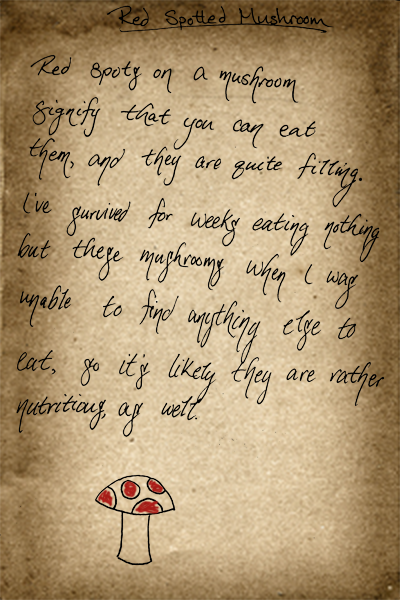 Red Spotted Mushroom
Red spots on a mushroom
signify that you can eat
them, and they are quite filling.
I've survived for weeks eating nothing
but these mushrooms when I was
unable to find anything else to
eat, so it's likely they are rather
nutritious, as well.